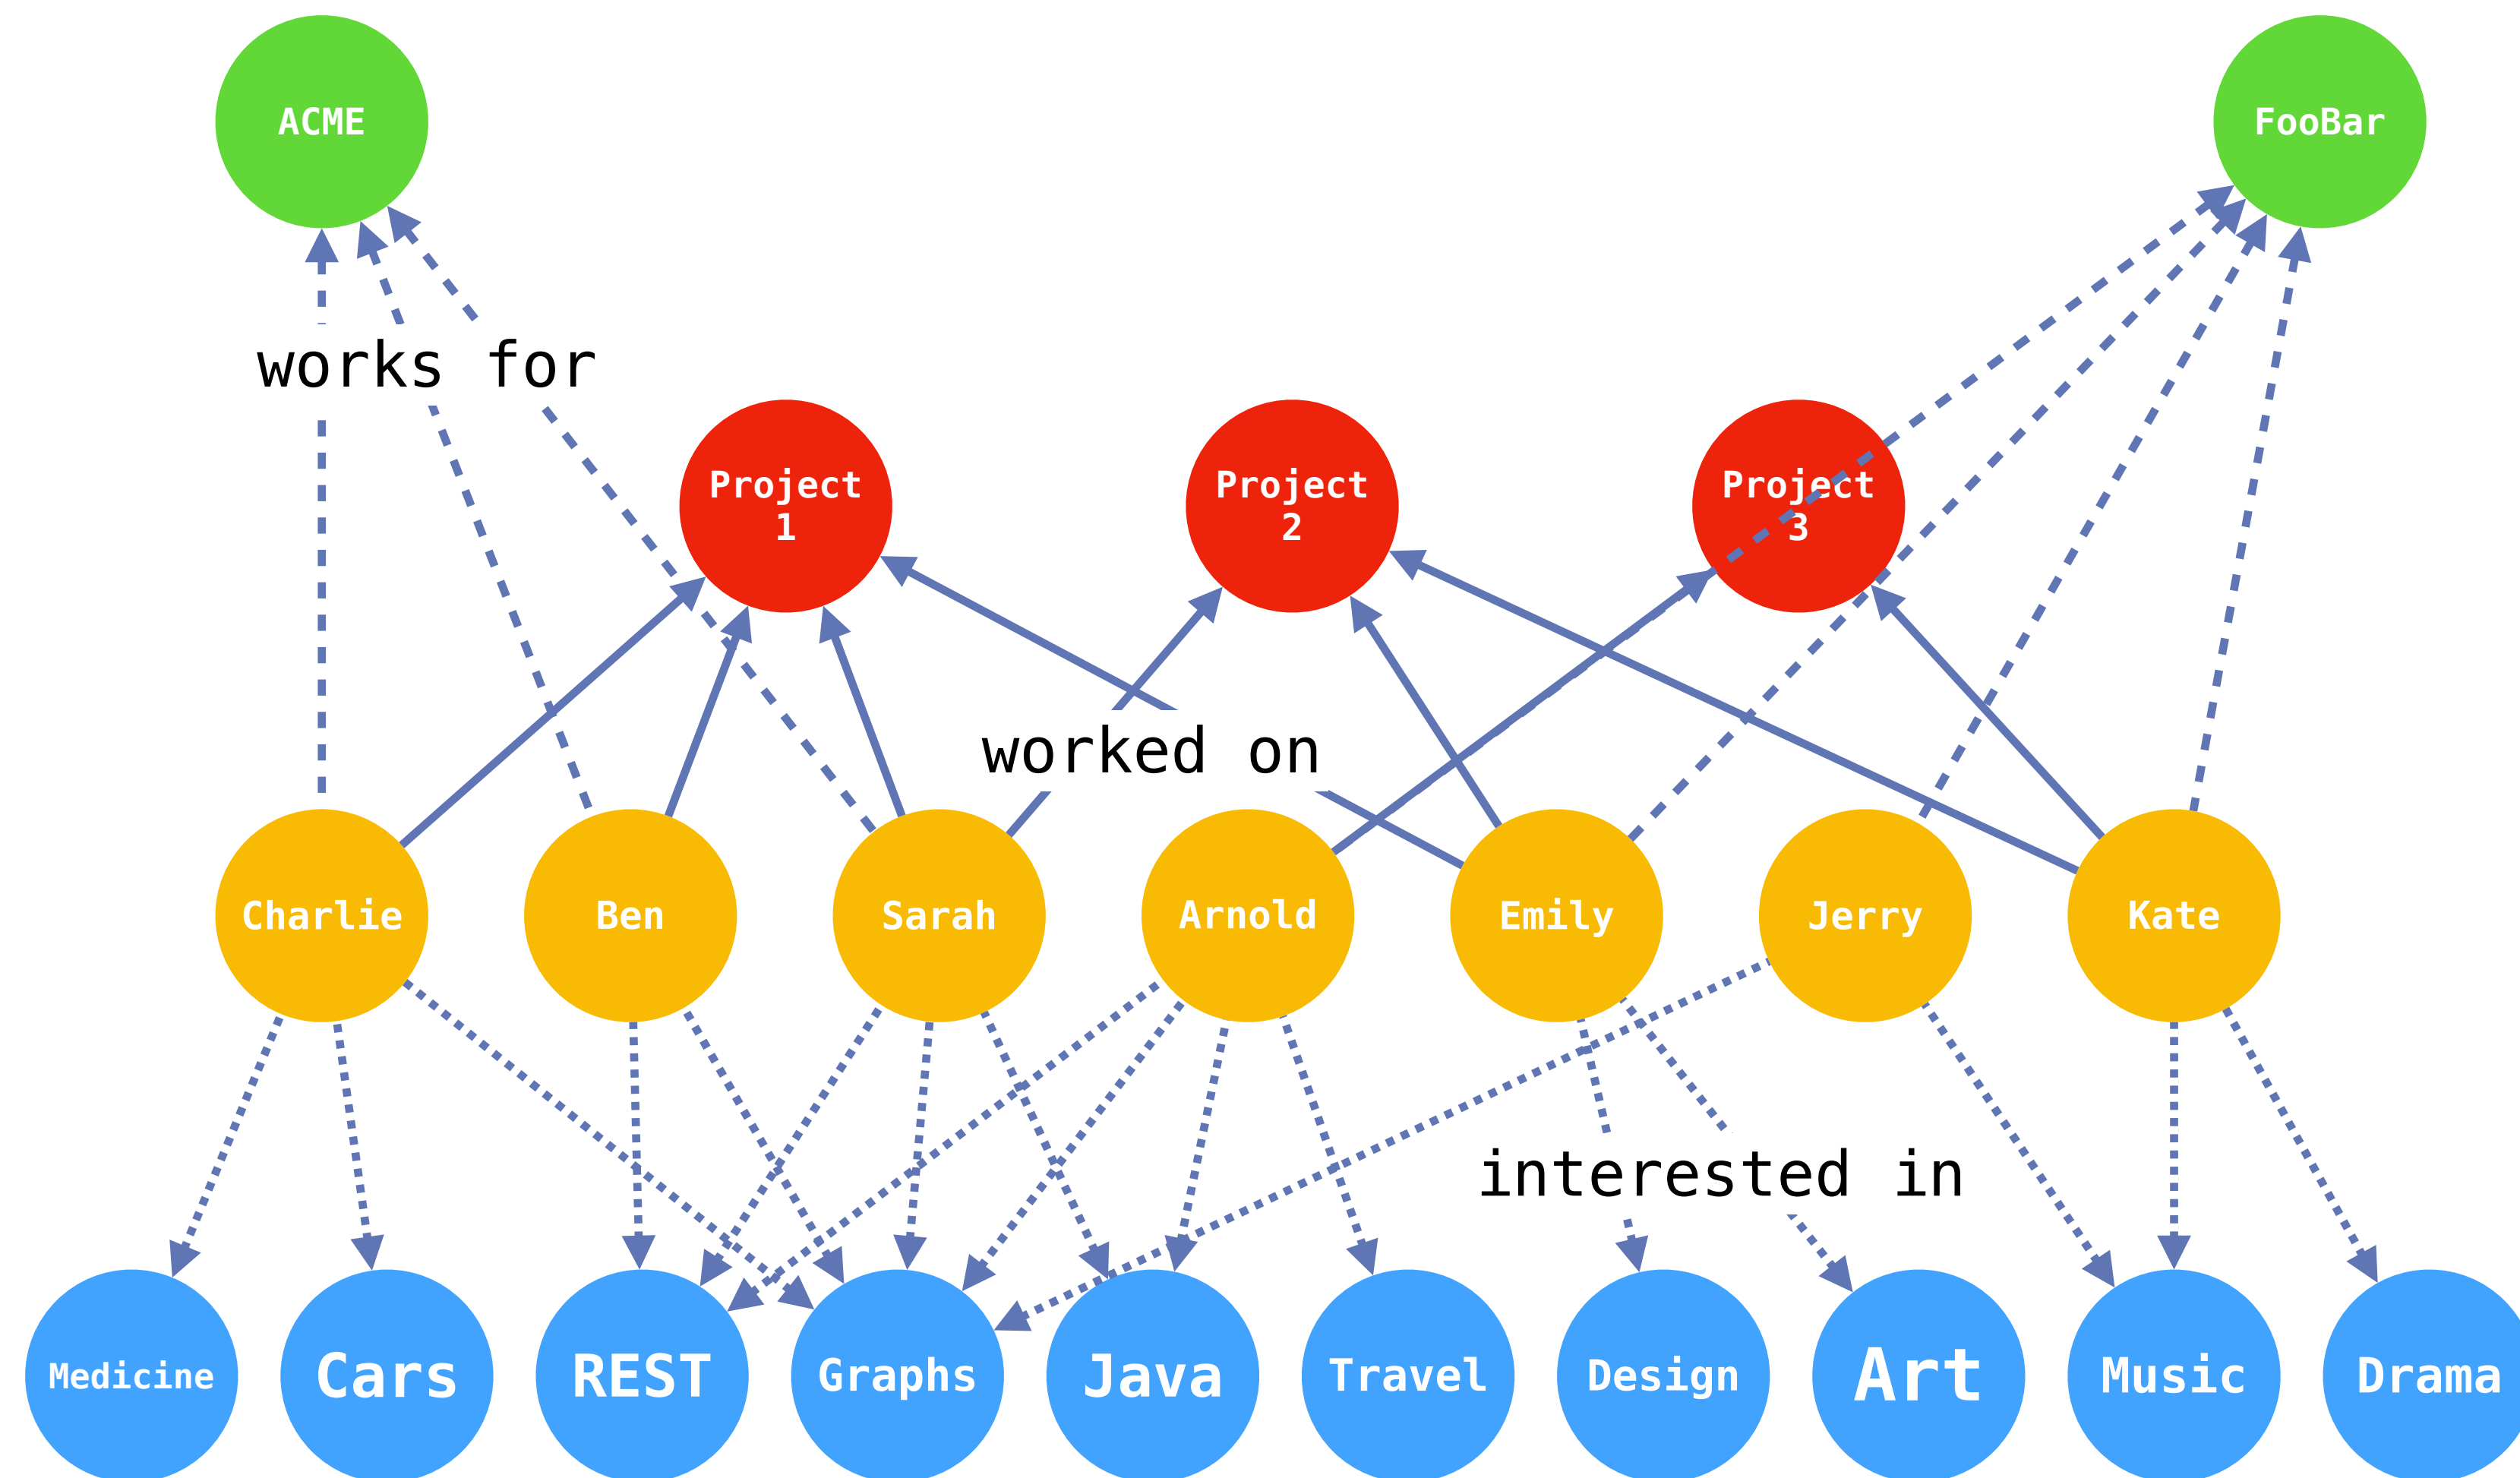 ACME
FooBar
works for
Project
1
Project
2
Project
3
worked on
Charlie
Ben
Sarah
Arnold
Emily
Jerry
Kate
interested in
Medicine
Cars
REST
Graphs
Java
Travel
Design
Art
Music
Drama